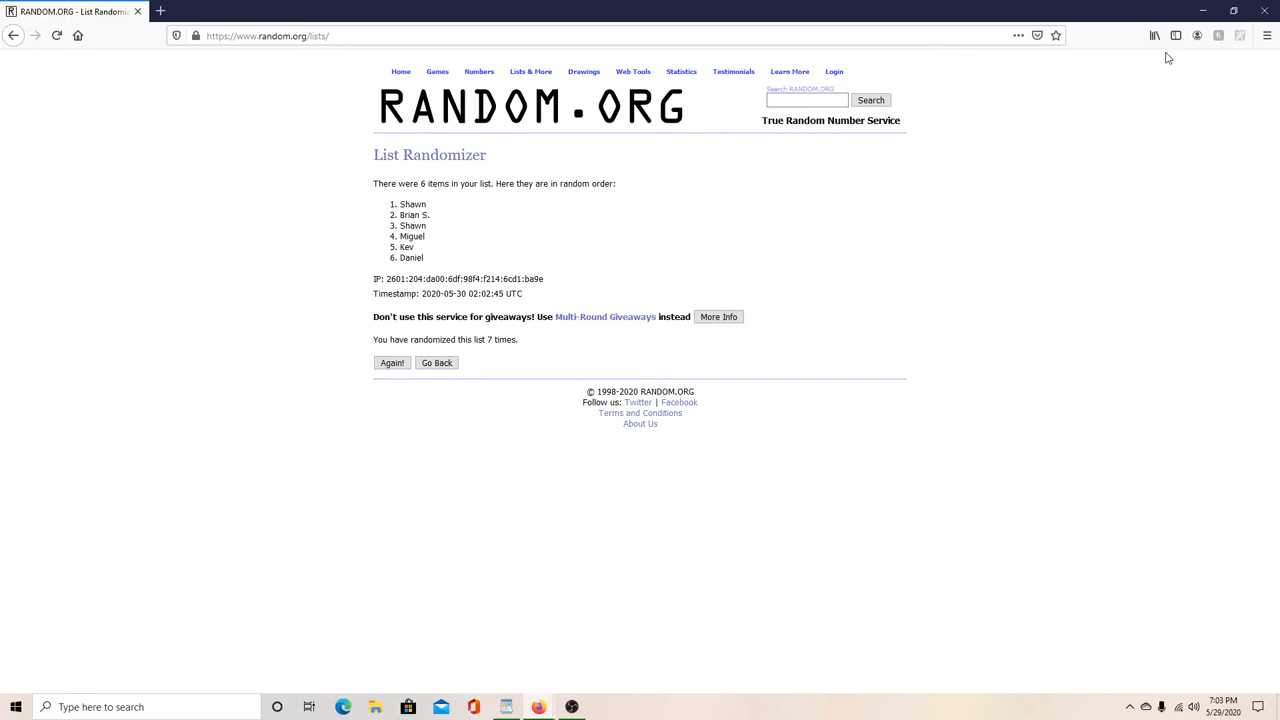 RANDOM.ORG - List Randomiz
https://www.random.org/lists/
Home Games Numbers Lists & More Drawings Web Tools Statistics Testimonials Learn More Login
RANDOM.ORG
Search RANDOM.ORG
Search
True Random Number Service
List Randomizer
There were 6 items in your list. Here they are in random order:
1. Shawn
2. Brian S.
3. Shawn
4. Miguel
5. Kev
6. Daniel
IP: 2601:204:da00:6df:98f4:f214:6cd1:ba9e
Timestamp: 2020-05-30 02:02:45 UTC
Don't use this service for giveaways! Use Multi-Round Giveaways instead More Info
You have randomized this list 7 times.
Again! Go Back
© 1998-2020 RANDOM.ORG
Follow us: Twitter | Facebook
Terms and Conditions
About Us
Type here to search
7:03 PM
5/29/2020